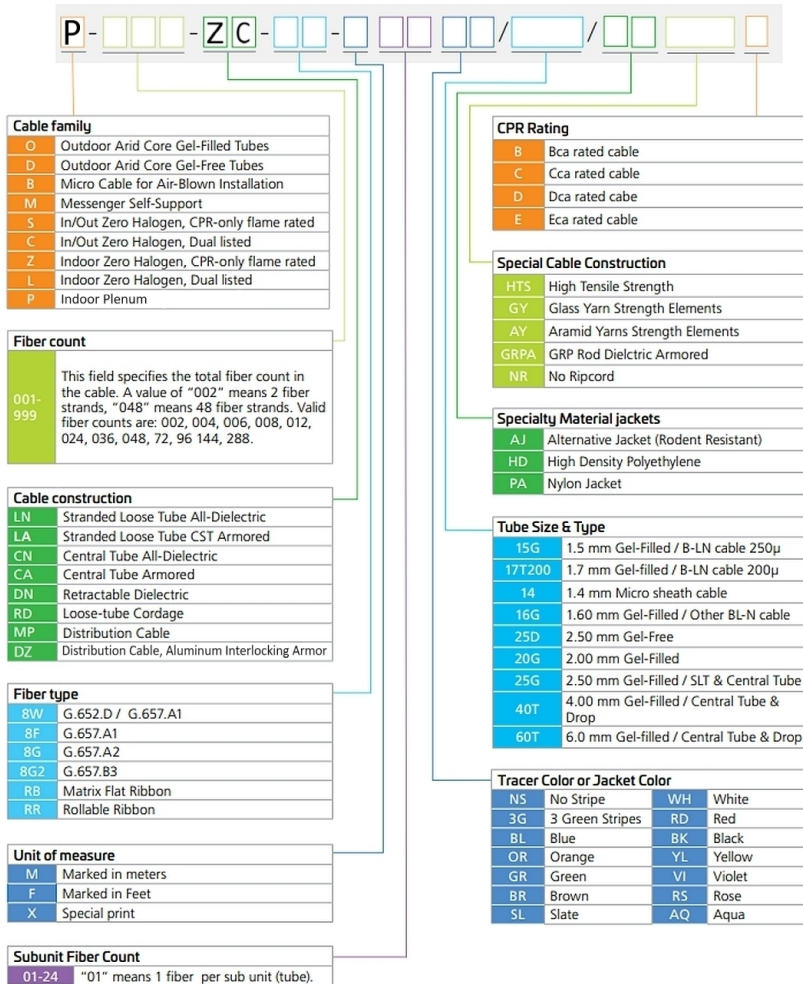 P - - Z C - - / /
Cable family
O Outdoor Arid Core Gel-Filled Tubes
D Outdoor Arid Core Gel-Free Tubes
B Micro Cable for Air-Blown Installation
M Messenger Self-Support
S In/Out Zero Halogen, CPR-only flame rated
C In/Out Zero Halogen, Dual listed
Z Indoor Zero Halogen, CPR-only flame rated
L Indoor Zero Halogen, Dual listed
P Indoor Plenum
Fiber count
001-
999
This field specifies the total fiber count in
the cable. A value of “002” means 2 fiber
strands, “048” means 48 fiber strands. Valid
fiber counts are: 002, 004, 006, 008, 012,
024, 036, 048, 72, 96 144, 288.
Cable construction
LN Stranded Loose Tube All-Dielectric
LA Stranded Loose Tube CST Armored
CN Central Tube All-Dielectric
CA Central Tube Armored
DN Retractable Dielectric
RD Loose-tube Cordage
MP Distribution Cable
DZ Distribution Cable, Aluminum Interlocking Armor
Fiber type
8W G.652.D / G.657.A1
8F G.657.A1
8G G.657.A2
8G2 G.657.B3
RB Matrix Flat Ribbon
RR Rollable Ribbon
Unit of measure
M Marked in meters
F Marked in Feet
X Special print
Subunit Fiber Count
01-24 “01” means 1 fiber per sub unit (tube).
CPR Rating
B Bca rated cable
C Cca rated cable
D Dca rated cabe
E Eca rated cable
Special Cable Construction
HTS High Tensile Strength
GY Glass Yarn Strength Elements
AY Aramid Yarns Strength Elements
GRPA GRP Rod Dielctric Armored
NR No Ripcord
Specialty Material jackets
AJ Alternative Jacket (Rodent Resistant)
HD High Density Polyethylene
PA Nylon Jacket
Tube Size & Type
15G 1.5 mm Gel-Filled / B-LN cable 250µ
17T200 1.7 mm Gel-filled / B-LN cable 200µ
14 1.4 mm Micro sheath cable
16G 1.60 mm Gel-Filled / Other BL-N cable
25D 2.50 mm Gel-Free
20G 2.00 mm Gel-Filled
25G 2.50 mm Gel-Filled / SLT & Central Tube
40T 4.00 mm Gel-Filled / Central Tube &
Drop
60T 6.0 mm Gel-filled / Central Tube & Drop
Tracer Color or Jacket Color
NS No Stripe WH White
3G 3 Green Stripes RD Red
BL Blue BK Black
OR Orange YL Yellow
GR Green VI Violet
BR Brown RS Rose
SL Slate AQ Aqua